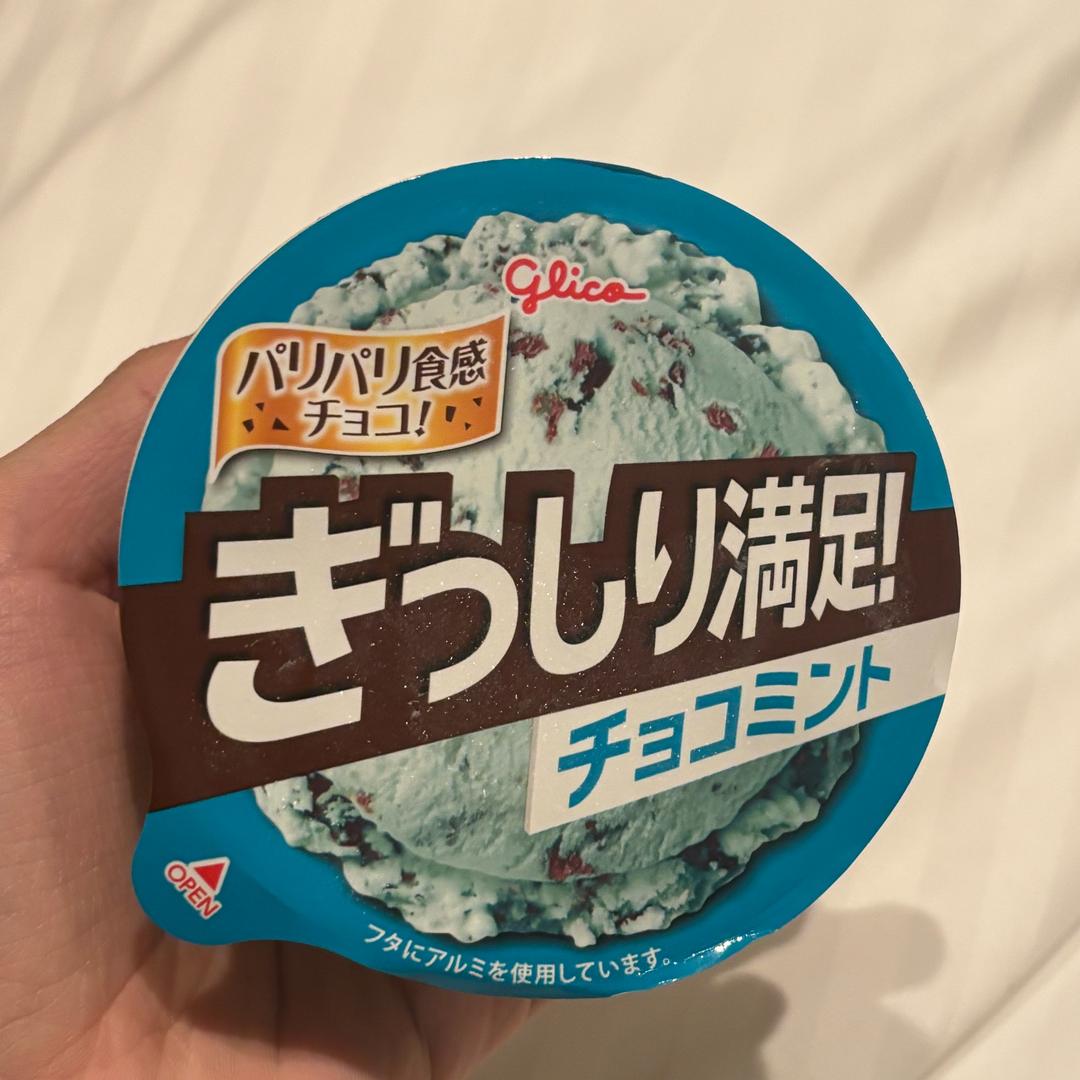 Glico
パリパリ食感
チョコ!
ぎっしり満足!
チョコミント
OPEN
フタにアルミを使用しています。